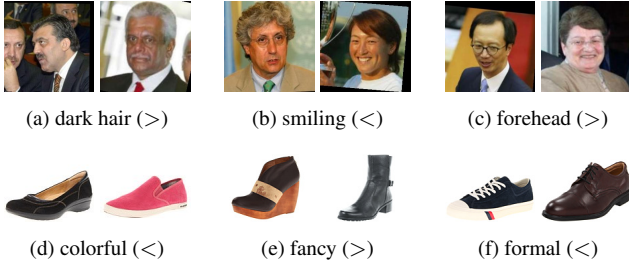 (a) dark hair (>)
(b) smiling (<)
(c) forehead (>)
(d) colorful (<)
(e) fancy (>)
(f) formal (<)